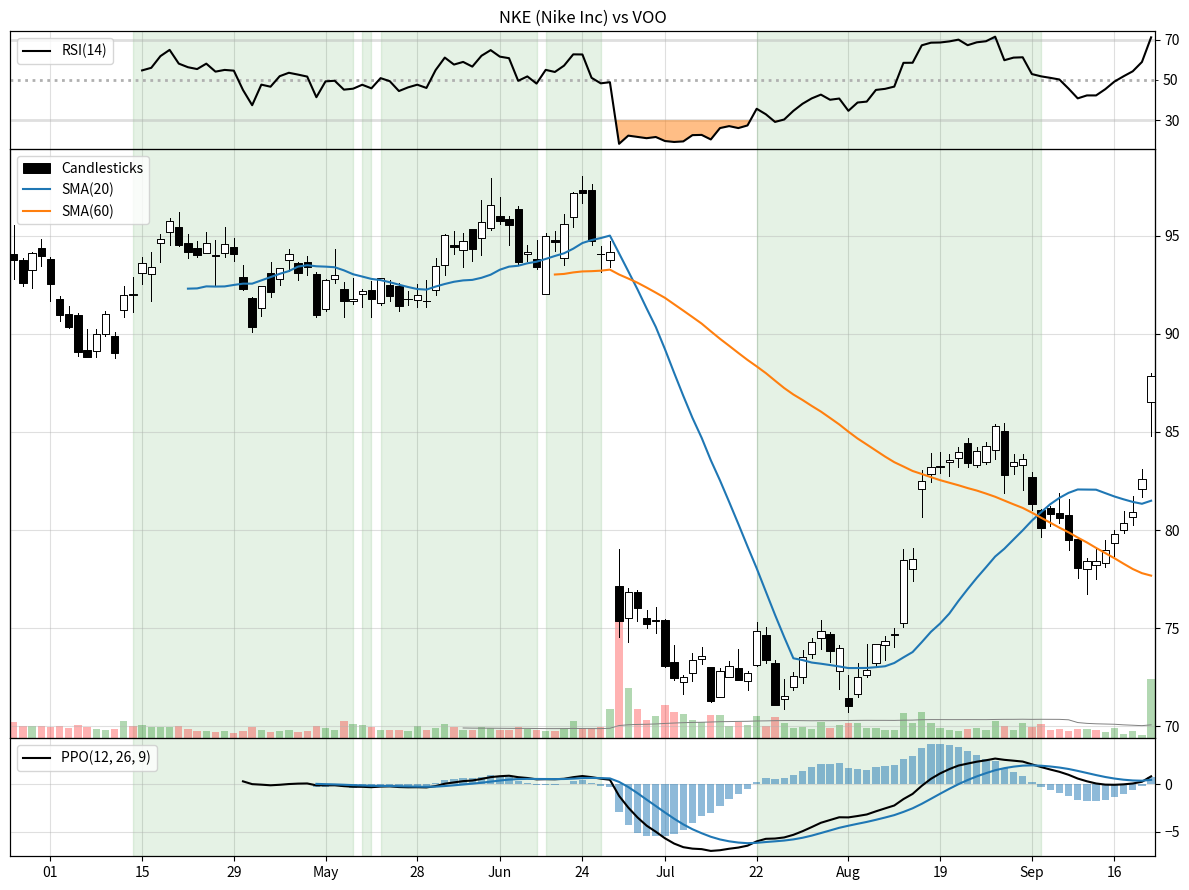 NKE (Nike Inc) vs VOO
RSI(14)
70
50
30
Candlesticks
SMA(20)
SMA(60)
95
90
85
80
75
70
PPO(12, 26, 9)
0
−5
01 15 29 May 28 Jun 24 Jul 22 Aug 19 Sep 16